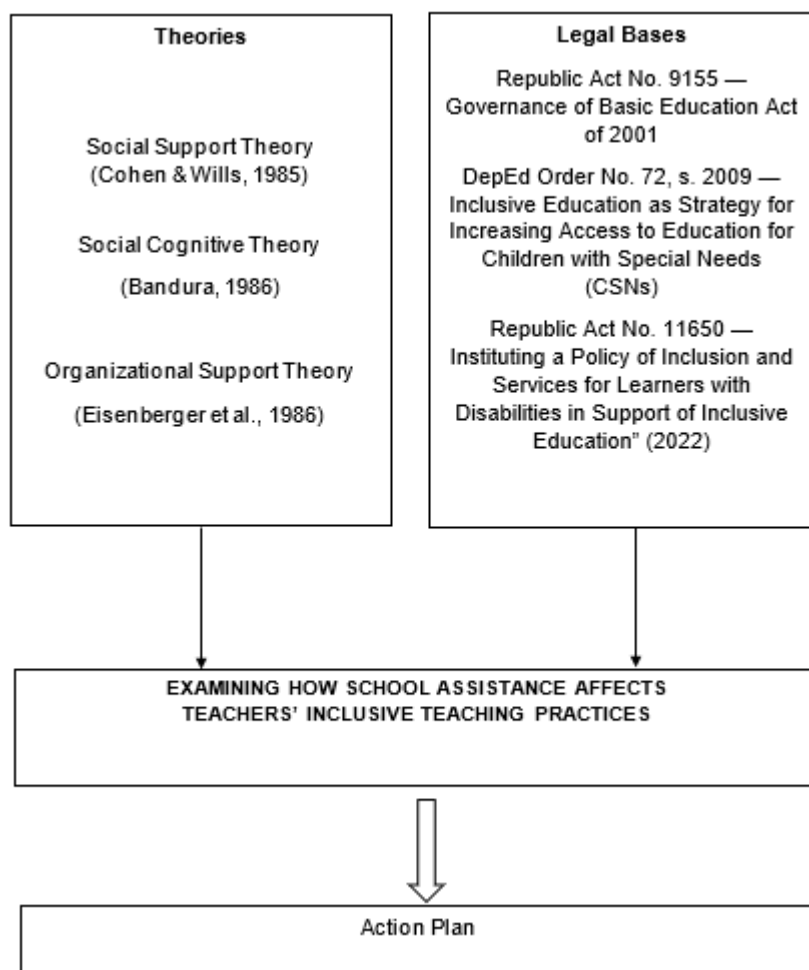 Theories
Social Support Theory
(Cohen & Wills, 1985)
Social Cognitive Theory
(Bandura, 1986)
Organizational Support Theory
(Eisenberger et al., 1986)
Legal Bases
Republic Act No. 9155 —
Governance of Basic Education Act
of 2001
DepEd Order No. 72, s. 2009 —
Inclusive Education as Strategy for
Increasing Access to Education for
Children with Special Needs
(CSNs)
Republic Act No. 11650 —
Instituting a Policy of Inclusion and
Services for Learners with
Disabilities in Support of Inclusive
Education” (2022)
EXAMINING HOW SCHOOL ASSISTANCE AFFECTS
TEACHERS’ INCLUSIVE TEACHING PRACTICES
Action Plan